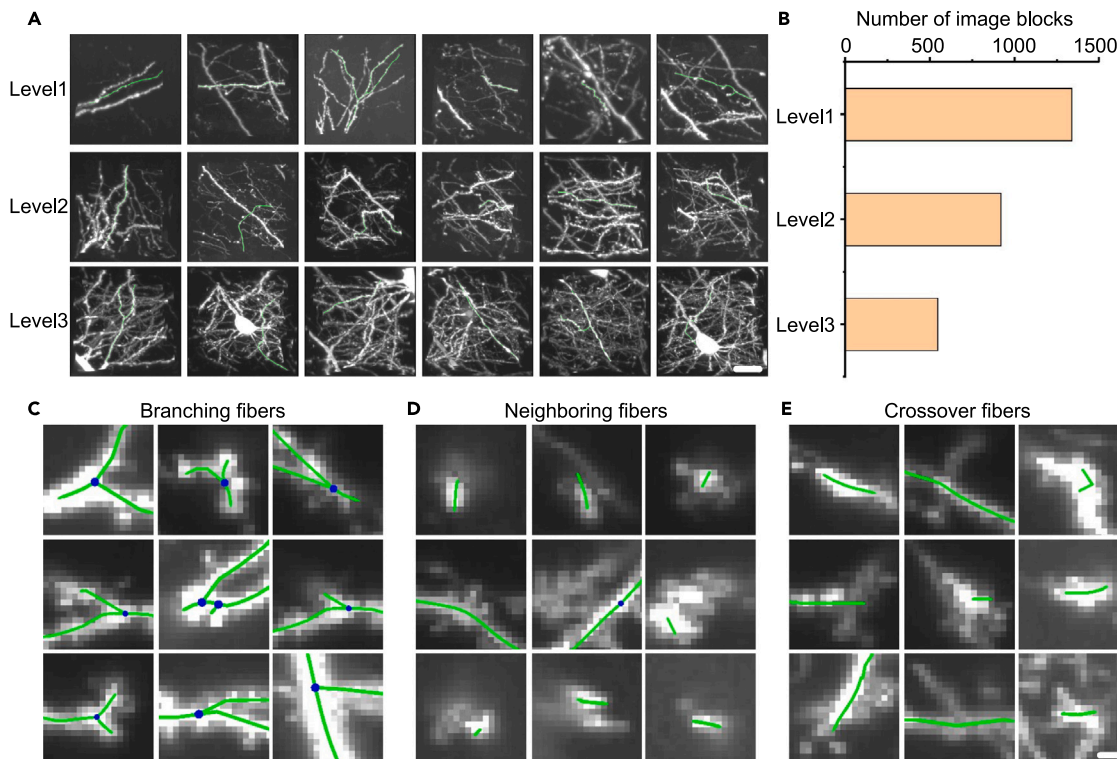 A
Level1
Level2
Level3
B
Number of image blocks
0 500 1000 1500
Level1
Level2
Level3
C Branching fibers
D Neighboring fibers
E Crossover fibers